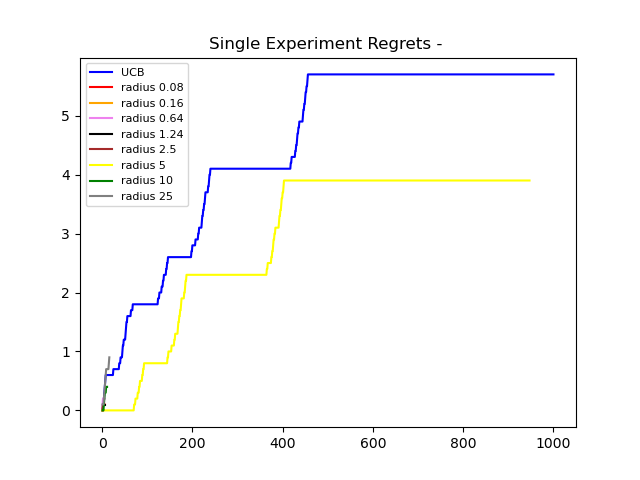 Single Experiment Regrets -
UCB
radius 0.08
radius 0.16
radius 0.64
radius 1.24
radius 2.5
radius 5
radius 10
radius 25
5
4
3
2
1
0
0 200 400 600 800 1000